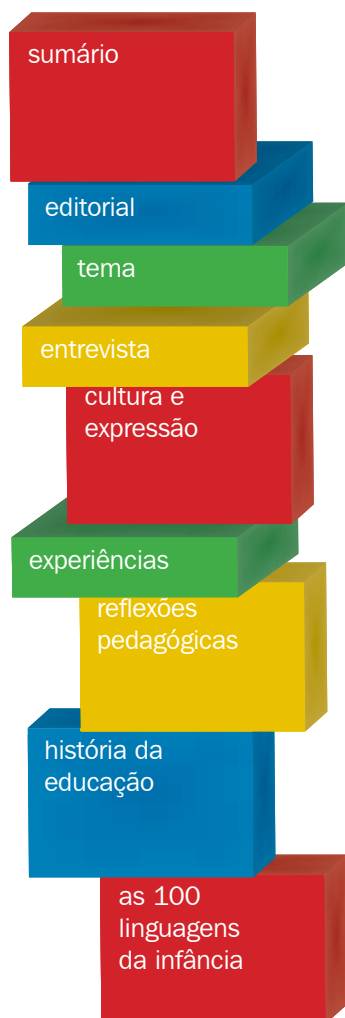 sumário
editorial
tema
entrevista
cultura e
expressão
experiências
reflexões
pedagógicas
história da
educação
as 100
linguagens
da infância